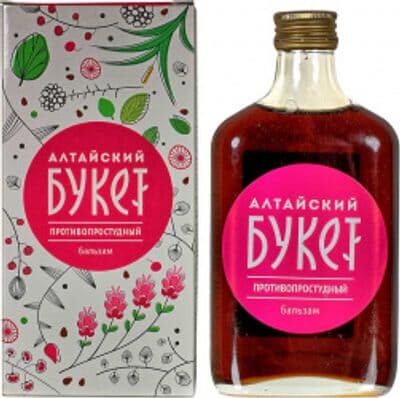 АЛТАЙСКИЙ
БУКЕТ
ПРОТИВОПРОСТУДНЫЙ
бальзам
АЛТАЙСКИЙ
БУКЕТ
ПРОТИВОПРОСТУДНЫЙ
бальзам